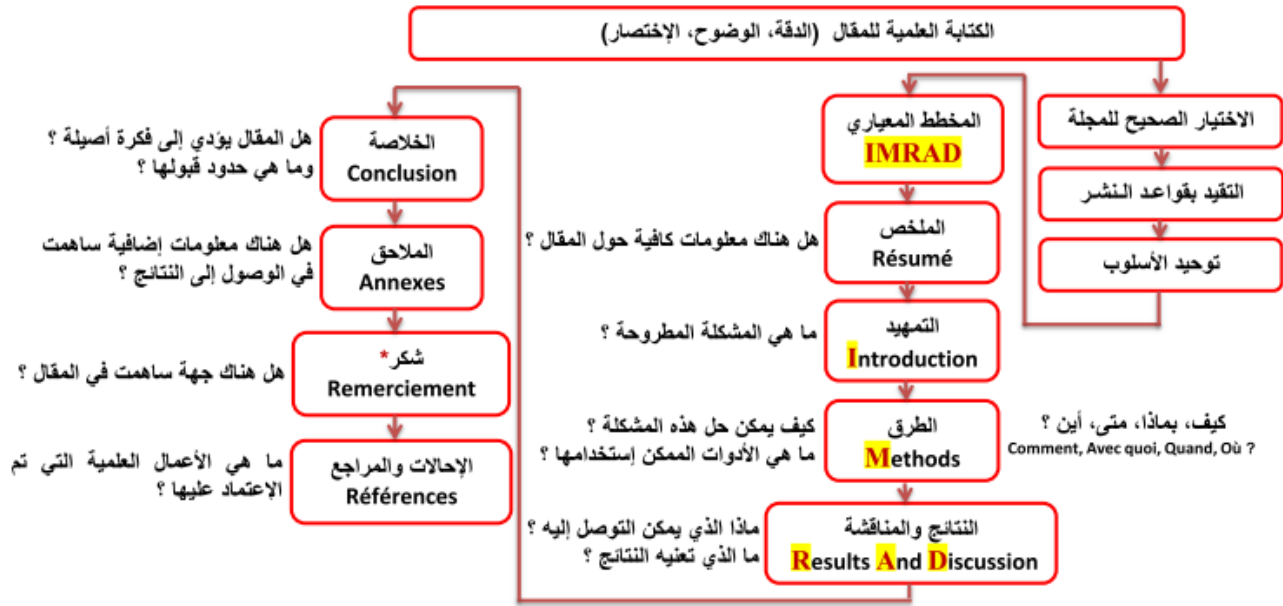 الكتابة العلمية للمقال (الدقة، الوضوح، الإختصار)
الاختيار الصحيح للمجلة
التقيد بقواعد النشر
توحيد الأسلوب
المخطط المعياري
IMRAD
الملخص
Résumé
هل هناك معلومات كافية حول المقال ؟
التمهيد
Introduction
ما هي المشكلة المطروحة ؟
الطرق
Methods
كيف، بماذا، متى، أين ؟
Comment, Avec quoi, Quand, Où ?
كيف يمكن حل هذه المشكلة ؟
ما هي الأدوات الممكن إستخدامها ؟
النتائج والمناقشة
Results And Discussion
ماذا الذي يمكن التوصل إليه ؟
ما الذي تعنيه النتائج ؟
الخلاصة
Conclusion
هل المقال يؤدي إلى فكرة أصيلة ؟
وما هي حدود قبولها ؟
الملاحق
Annexes
هل هناك معلومات إضافية ساهمت
في الوصول إلى النتائج ؟
شكر*
Remerciement
هل هناك جهة ساهمت في المقال ؟
الإحالات والمراجع
Références
ما هي الأعمال العلمية التي تم
الإعتماد عليها ؟